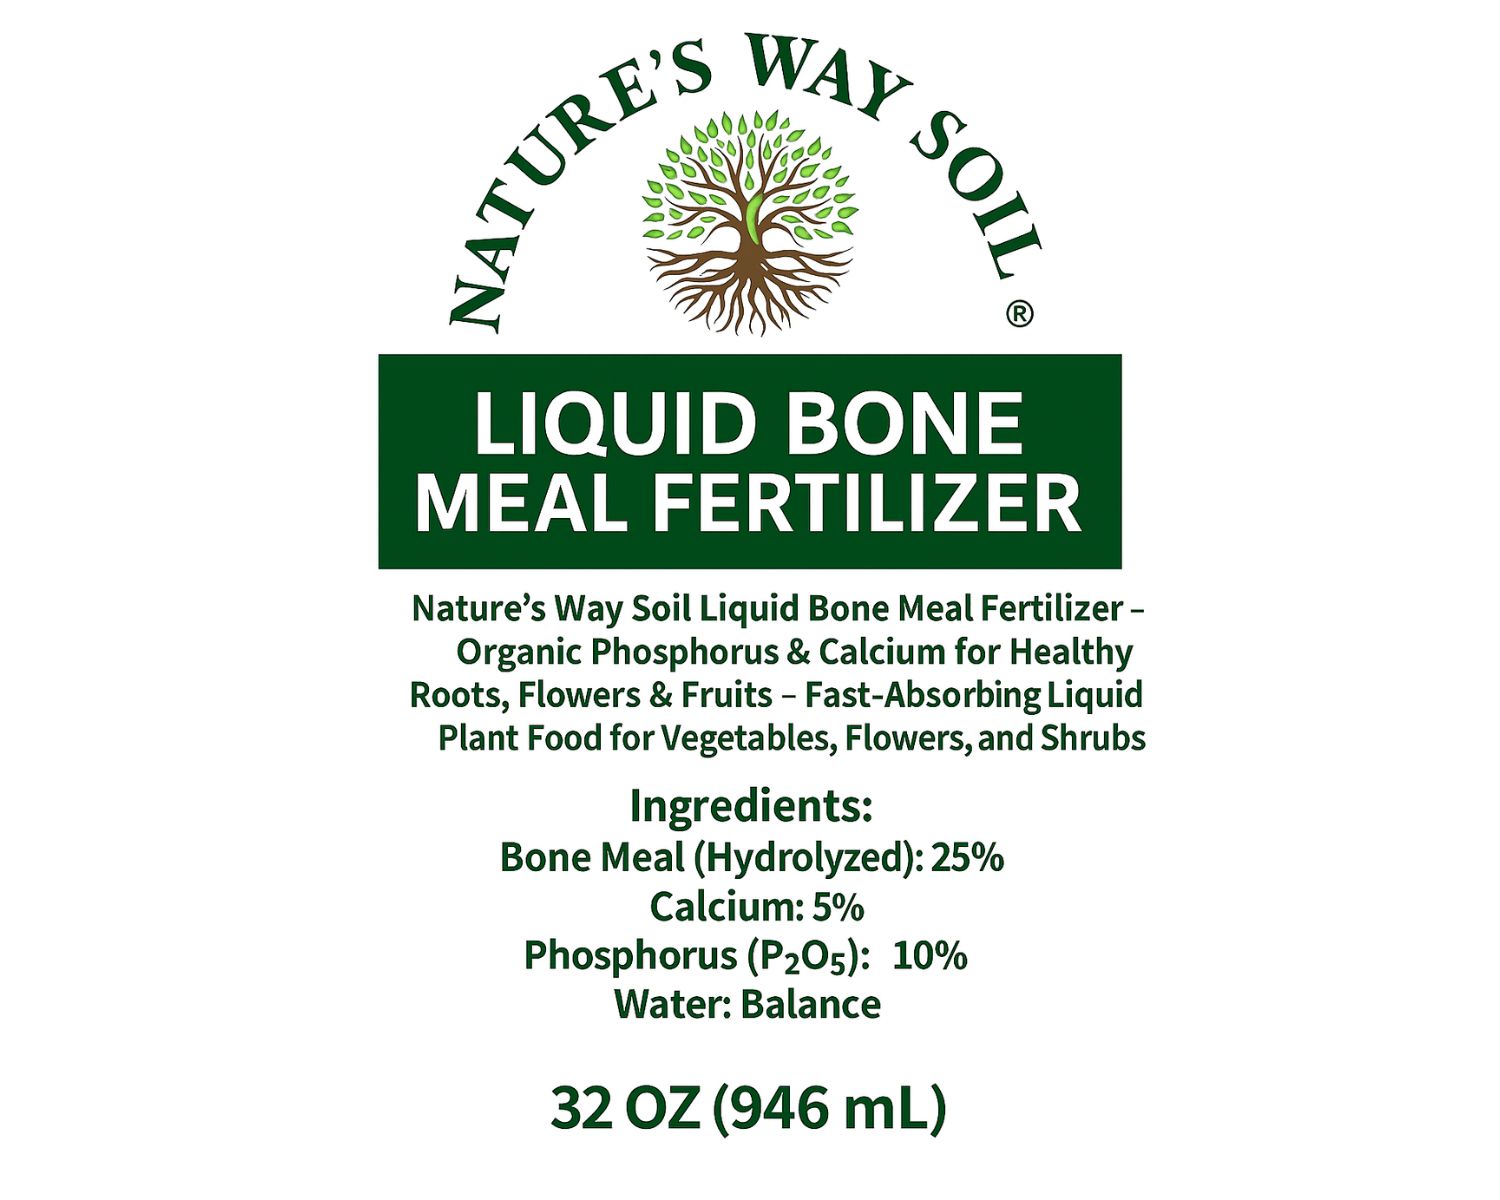 NATURE’S WAY SOIL ®
LIQUID BONE
MEAL FERTILIZER
Nature’s Way Soil Liquid Bone Meal Fertilizer –
Organic Phosphorus & Calcium for Healthy
Roots, Flowers & Fruits – Fast-Absorbing Liquid
Plant Food for Vegetables, Flowers, and Shrubs
Ingredients:
Bone Meal (Hydrolyzed): 25%
Calcium: 5%
Phosphorus (P₂O₅): 10%
Water: Balance
32 OZ (946 mL)